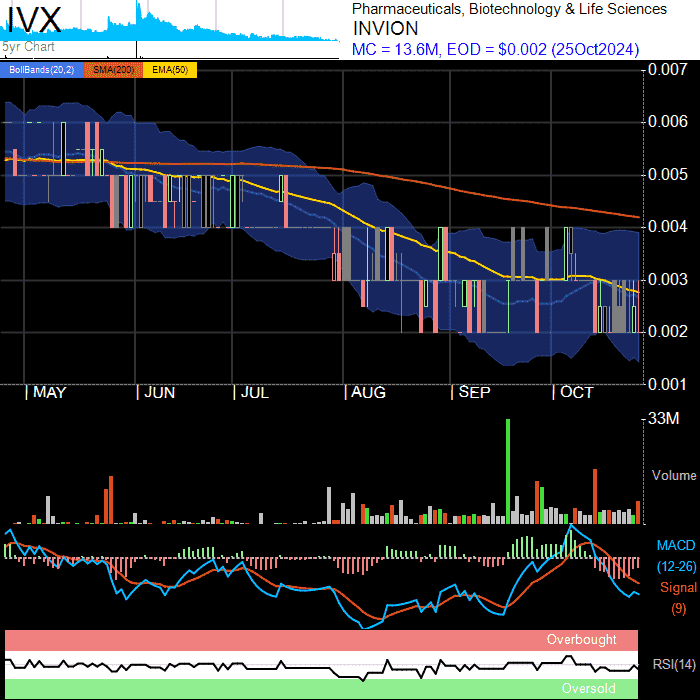 IVX
5yr Chart
Pharmaceuticals, Biotechnology & Life Sciences
INVION
MC = 13.6M, EOD = $0.002 (25Oct2024)
BollBands(20,2) SMA(200) EMA(50)
0.007
0.006
0.005
0.004
0.003
0.002
0.001
MAY JUN JUL AUG SEP OCT
33M
Volume
MACD
(12-26)
Signal
(9)
Overbought
RSI(14)
Oversold